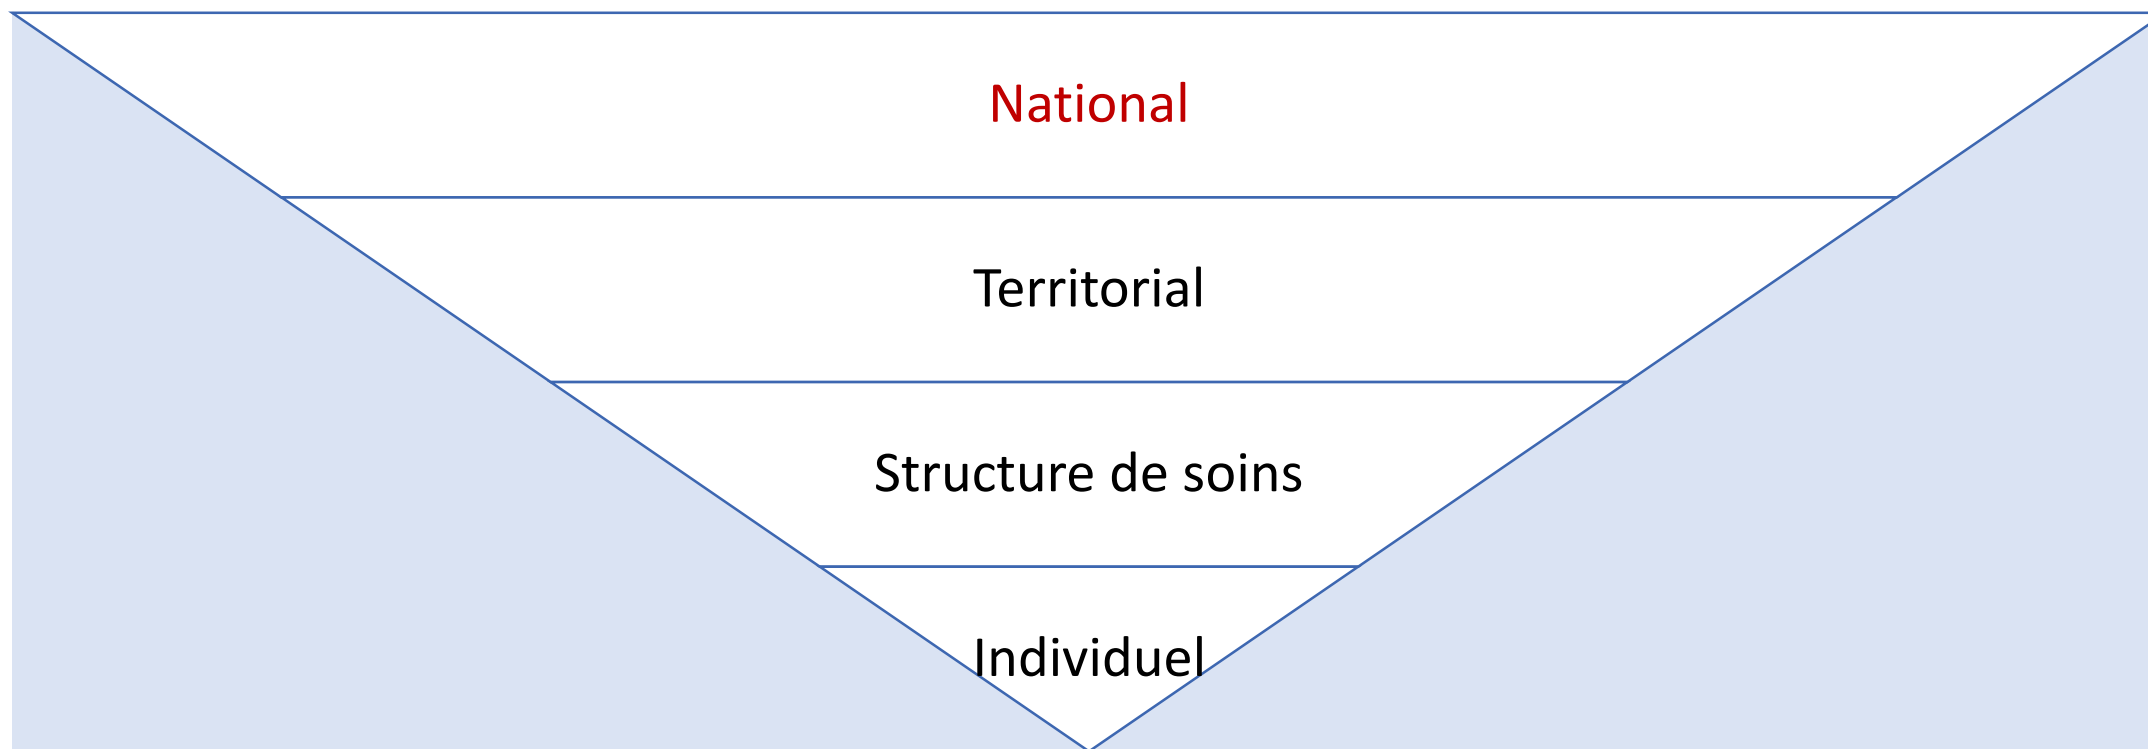 National
Territorial
Structure de soins
Individuel